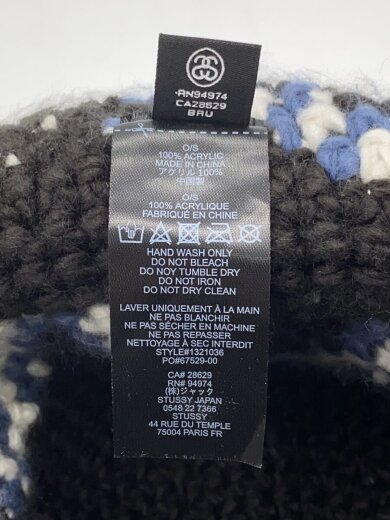 RN94974
CA28629
BRU
O/S
100% ACRYLIC
MADE IN CHINA
アクリル 100%
中国製
O/S
100% ACRYLIQUE
FABRIQUÉ EN CHINE
HAND WASH ONLY
DO NOT BLEACH
DO NOT TUMBLE DRY
DO NOT IRON
DO NOT DRY CLEAN
LAVER UNIQUEMENT À LA MAIN
NE PAS BLANCHIR
NE PAS SÉCHER EN MACHINE
NE PAS REPASSER
NETTOYAGE À SEC INTERDIT
STYLE#1321036
PO#67529-00
CA# 28629
RN# 94974
(株)ジャック
STUSSY JAPAN
0548 22 7366
STUSSY
44 RUE DU TEMPLE
75004 PARIS FR